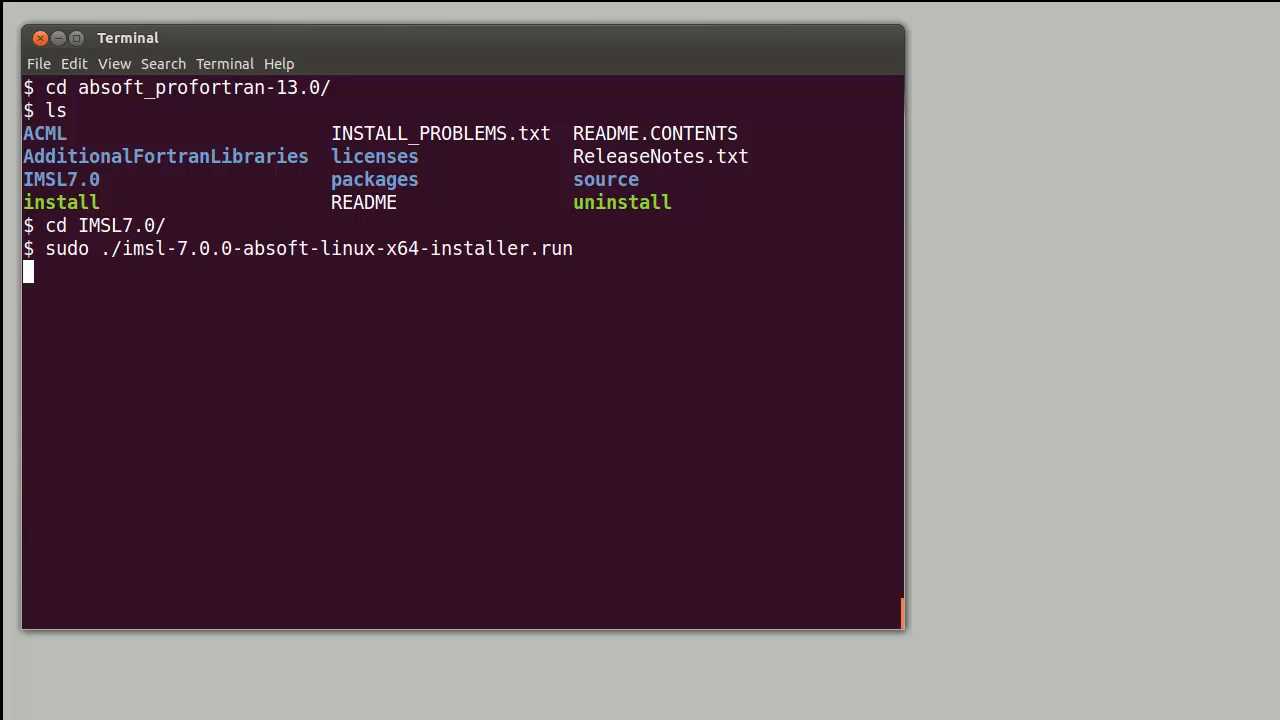 Terminal
File Edit View Search Terminal Help
$ cd absoft_profortran-13.0/
$ ls
ACML INSTALL_PROBLEMS.txt README.CONTENTS
AdditionalFortranLibraries licenses ReleaseNotes.txt
IMSL7.0 packages source
install README uninstall
$ cd IMSL7.0/
$ sudo ./imsl-7.0.0-absoft-linux-x64-installer.run